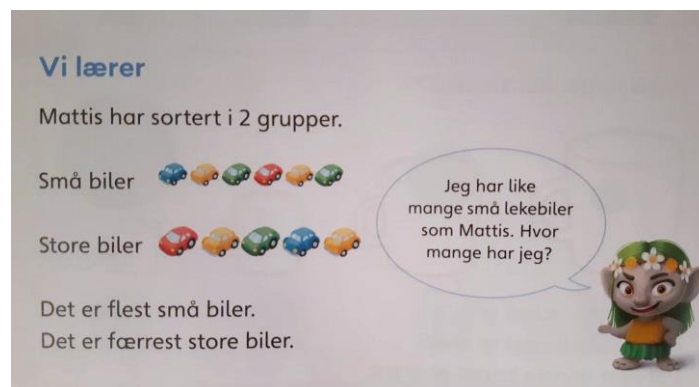 Vi lærer
Mattis har sortert i 2 grupper.
Små biler
Store biler
Jeg har like
mange små lekebiler
som Mattis. Hvor
mange har jeg?
Det er flest små biler.
Det er færrest store biler.